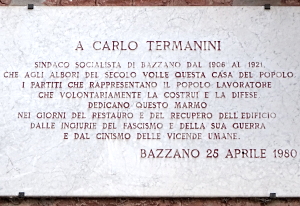 A CARLO TERMANINI
SINDACO SOCIALISTA DI BAZZANO DAL 1906 AL 1921,
CHE AGLI ALBORI DEL SECOLO VOLLE QUESTA CASA DEL POPOLO.
I PARTITI CHE RAPPRESENTANO IL POPOLO LAVORATORE
CHE VOLONTARIAMENTE LA COSTRUÌ E LA DIFESE,
DEDICANO QUESTO MARMO
NEI GIORNI DEL RESTAURO E DEL RECUPERO DELL'EDIFICIO
DALLE INGIURIE DEL FASCISMO E DELLA SUA GUERRA
E DAL CINISMO DELLE VICENDE UMANE.
BAZZANO 25 APRILE 1980